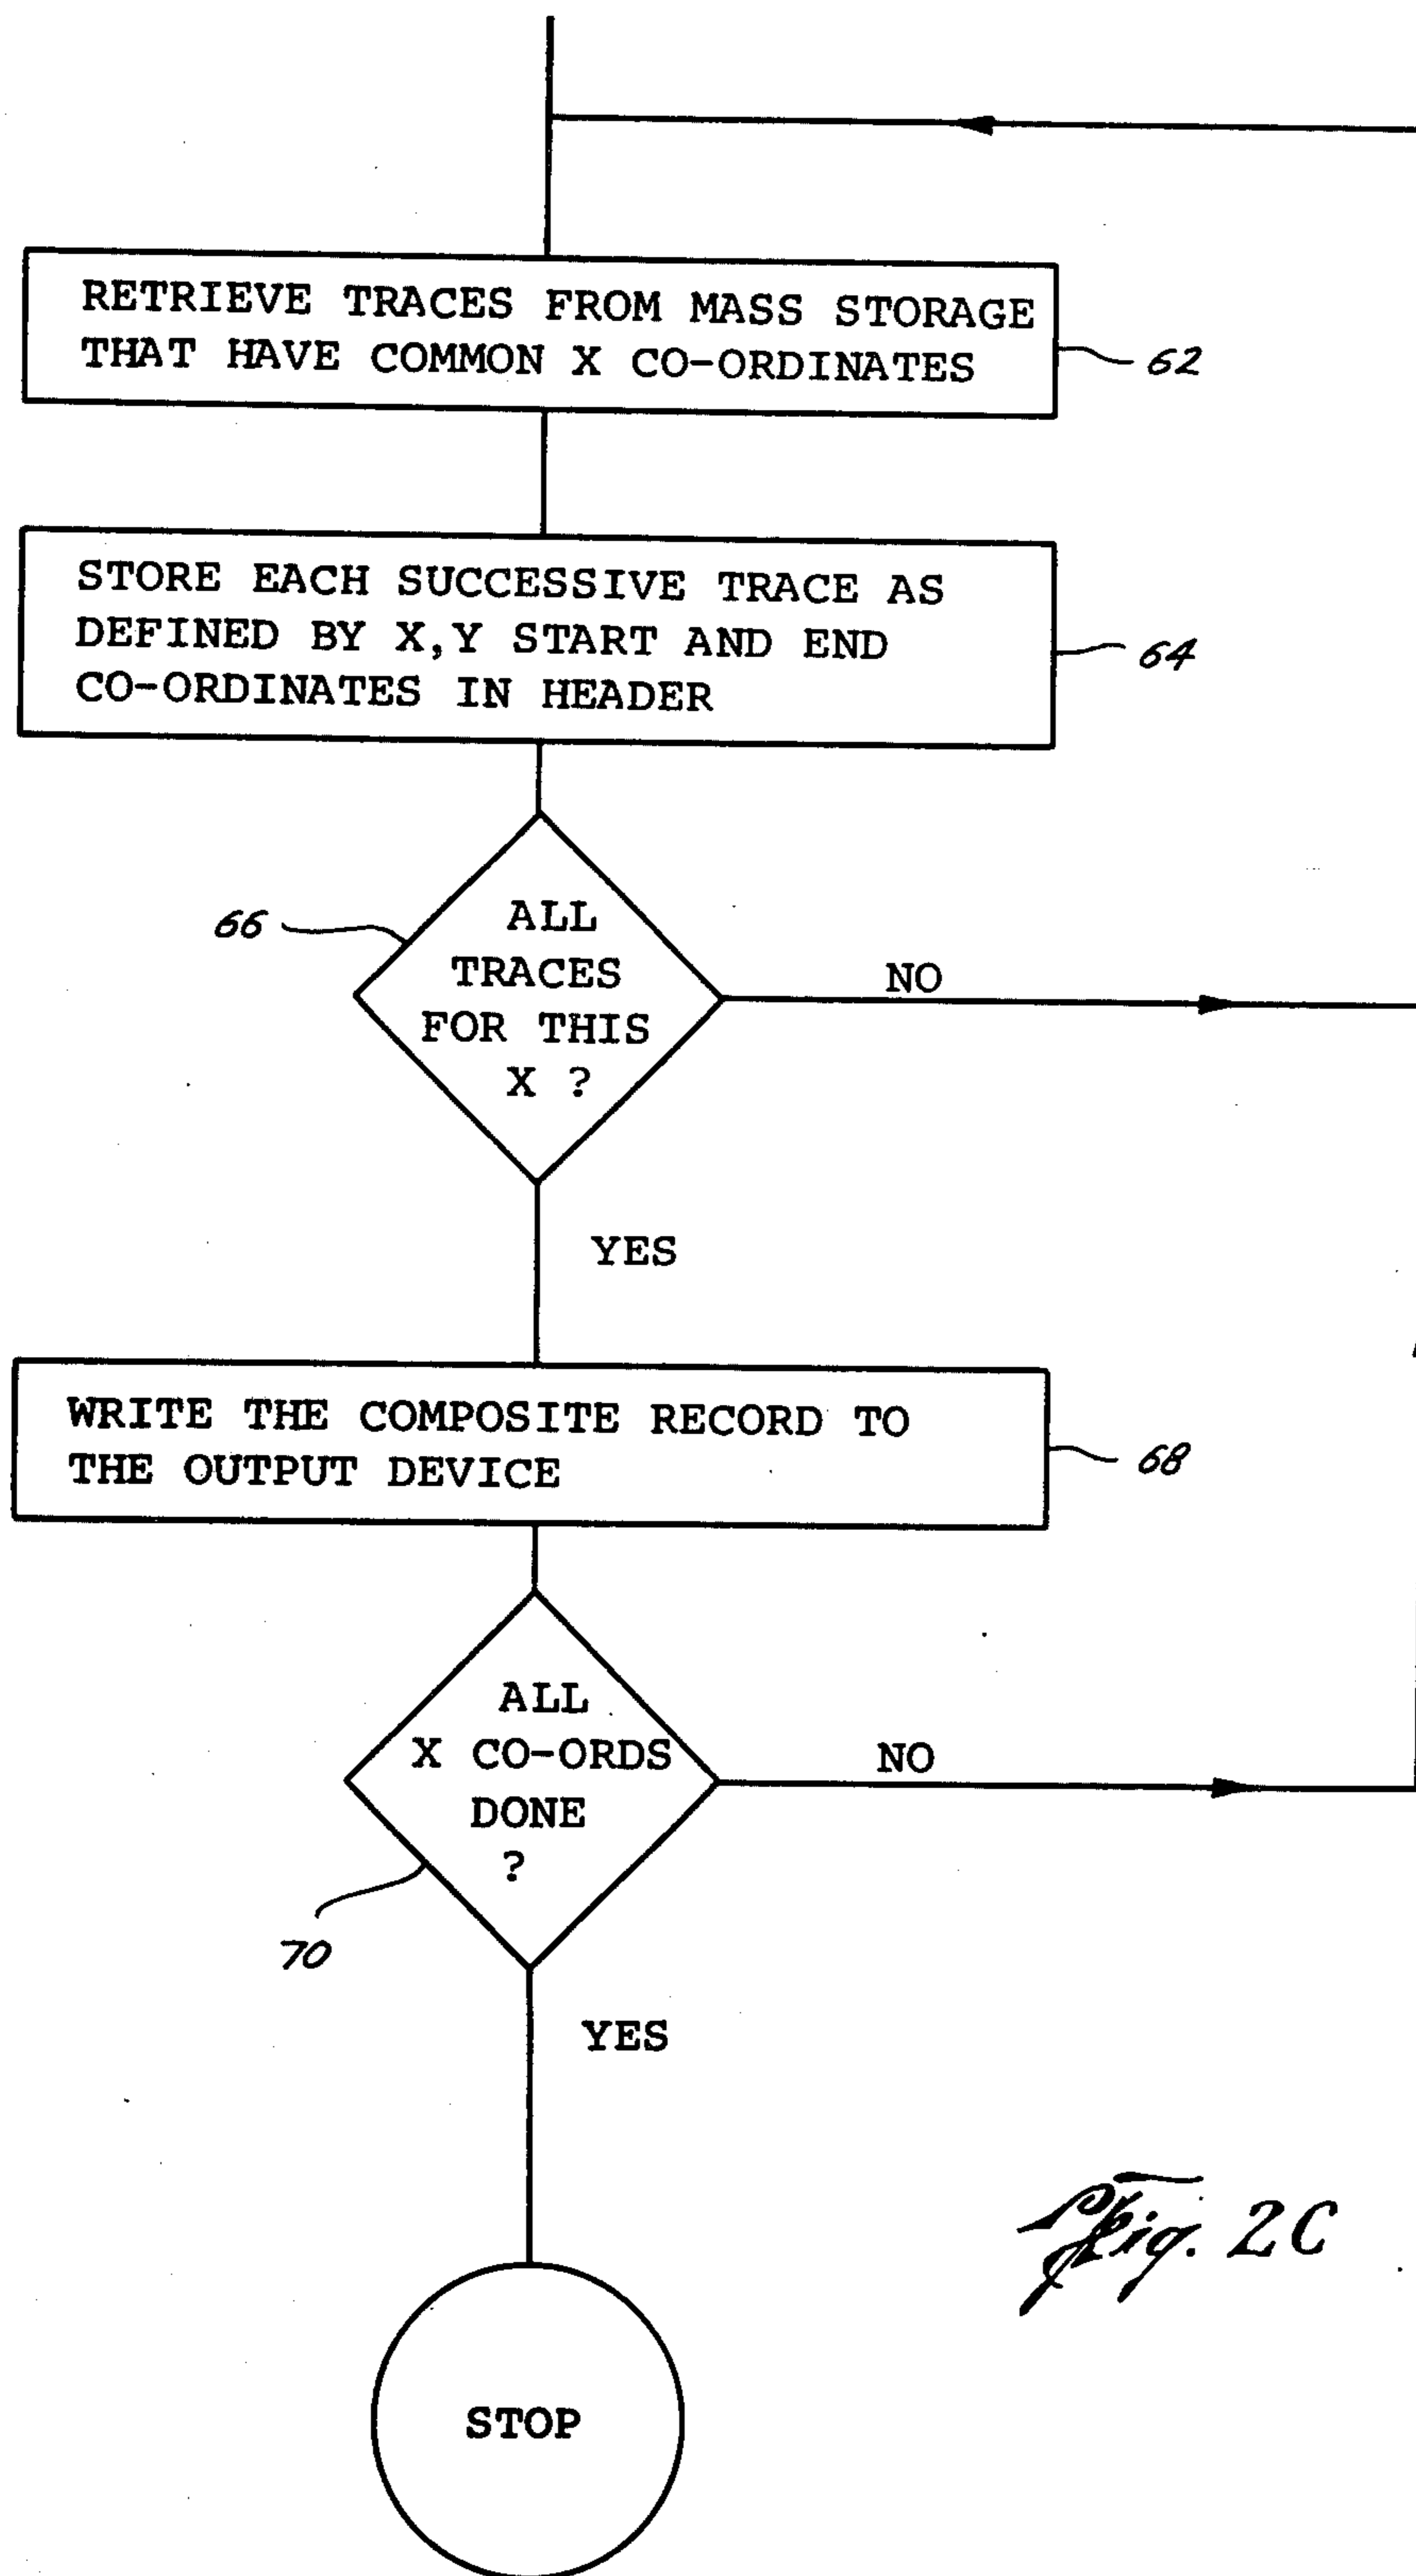 RETRIEVE TRACES FROM MASS STORAGE
THAT HAVE COMMON X CO-ORDINATES
62
STORE EACH SUCCESSIVE TRACE AS
DEFINED BY X,Y START AND END
CO-ORDINATES IN HEADER
64
66
ALL
TRACES
FOR THIS
X ?
NO
YES
WRITE THE COMPOSITE RECORD TO
THE OUTPUT DEVICE
68
ALL
X CO-ORDS
DONE
?
NO
70
YES
Fig. 2C
STOP